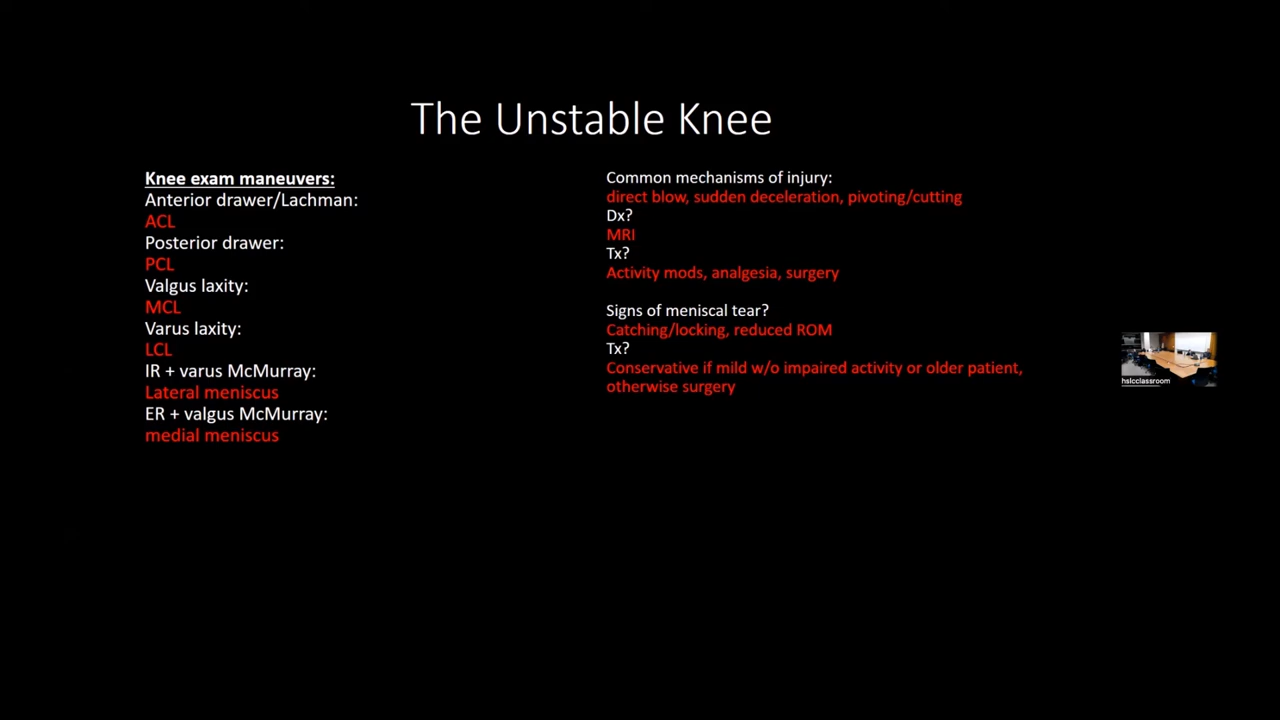 The Unstable Knee
Knee exam maneuvers:
Anterior drawer/Lachman:
ACL
Posterior drawer:
PCL
Valgus laxity:
MCL
Varus laxity:
LCL
IR + varus McMurray:
Lateral meniscus
ER + valgus McMurray:
medial meniscus
Common mechanisms of injury:
direct blow, sudden deceleration, pivoting/cutting
Dx?
MRI
Tx?
Activity mods, analgesia, surgery
Signs of meniscal tear?
Catching/locking, reduced ROM
Tx?
Conservative if mild w/o impaired activity or older patient,
otherwise surgery
hslcclassroom